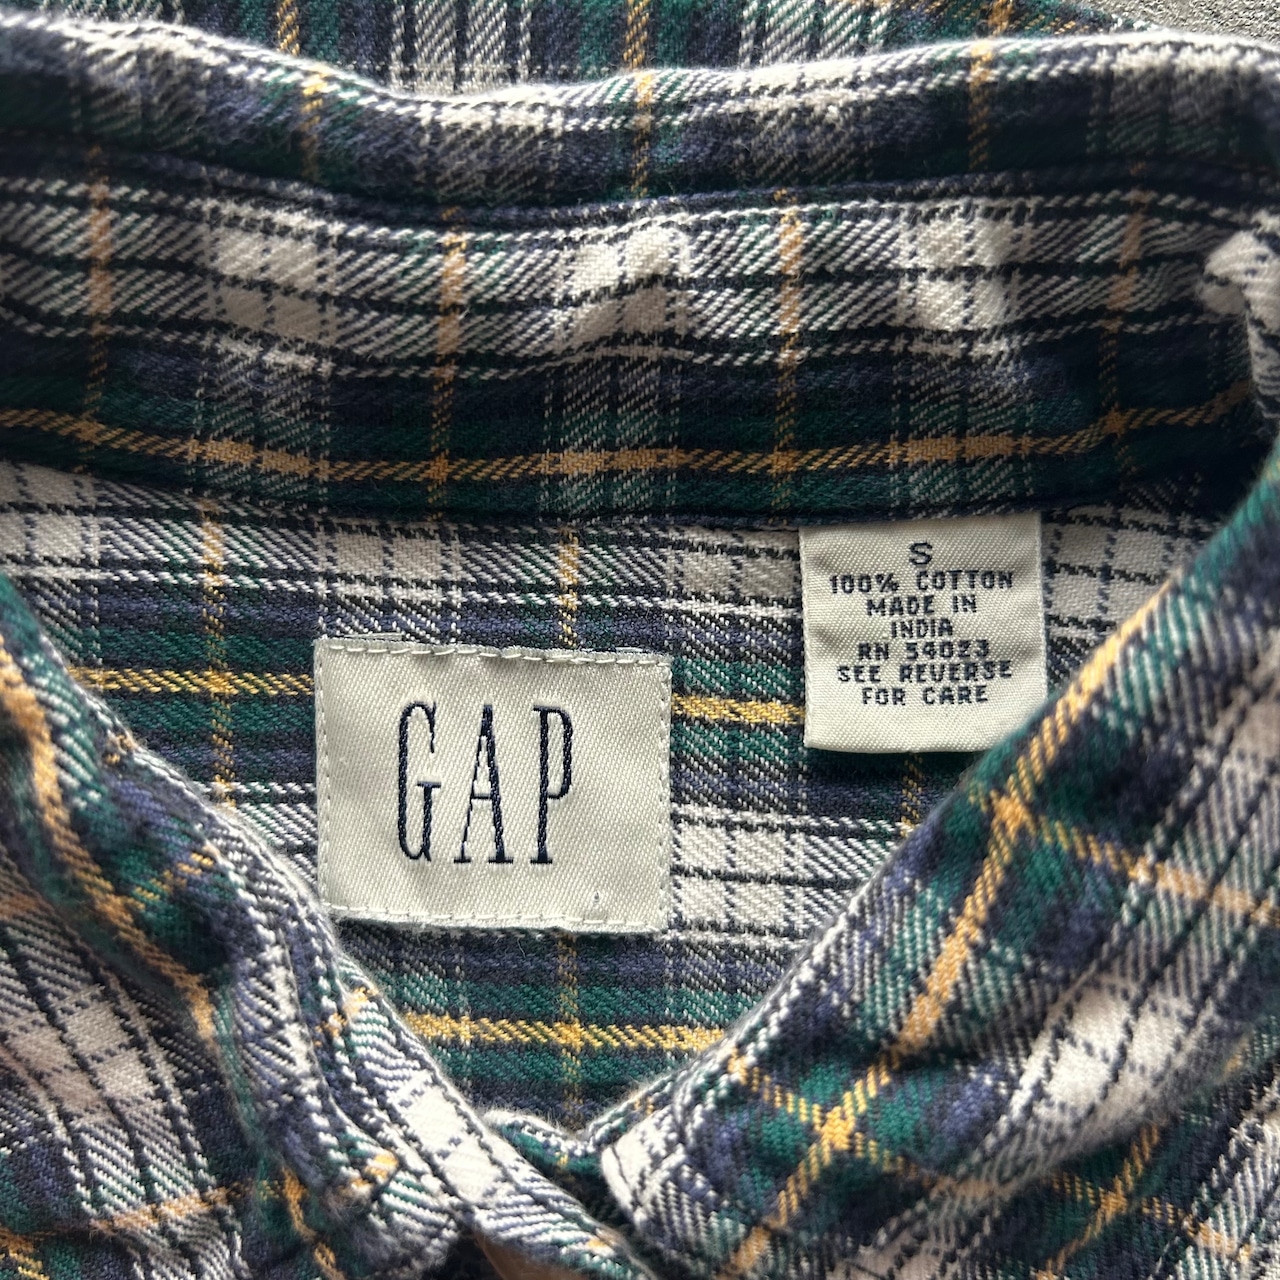 GAP
S
100% COTTON
MADE IN
INDIA
RN 54023
SEE REVERSE
FOR CARE